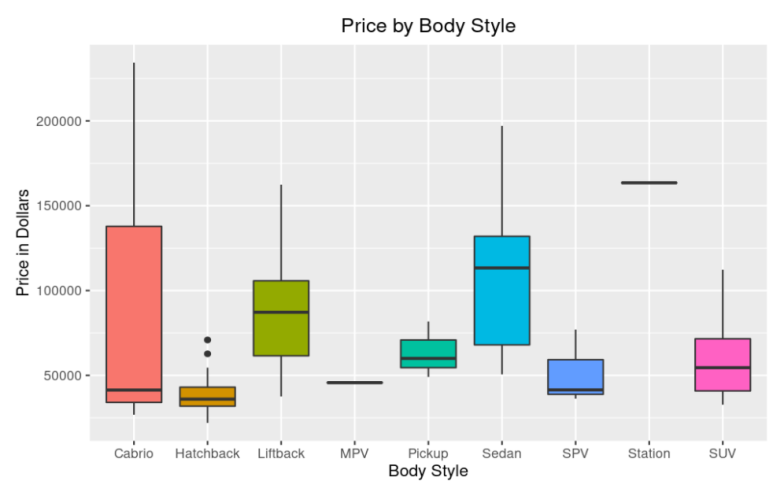 Price by Body Style
Price in Dollars
200000
150000
100000
50000
Cabrio Hatchback Liftback MPV Pickup Sedan SPV Station SUV
Body Style